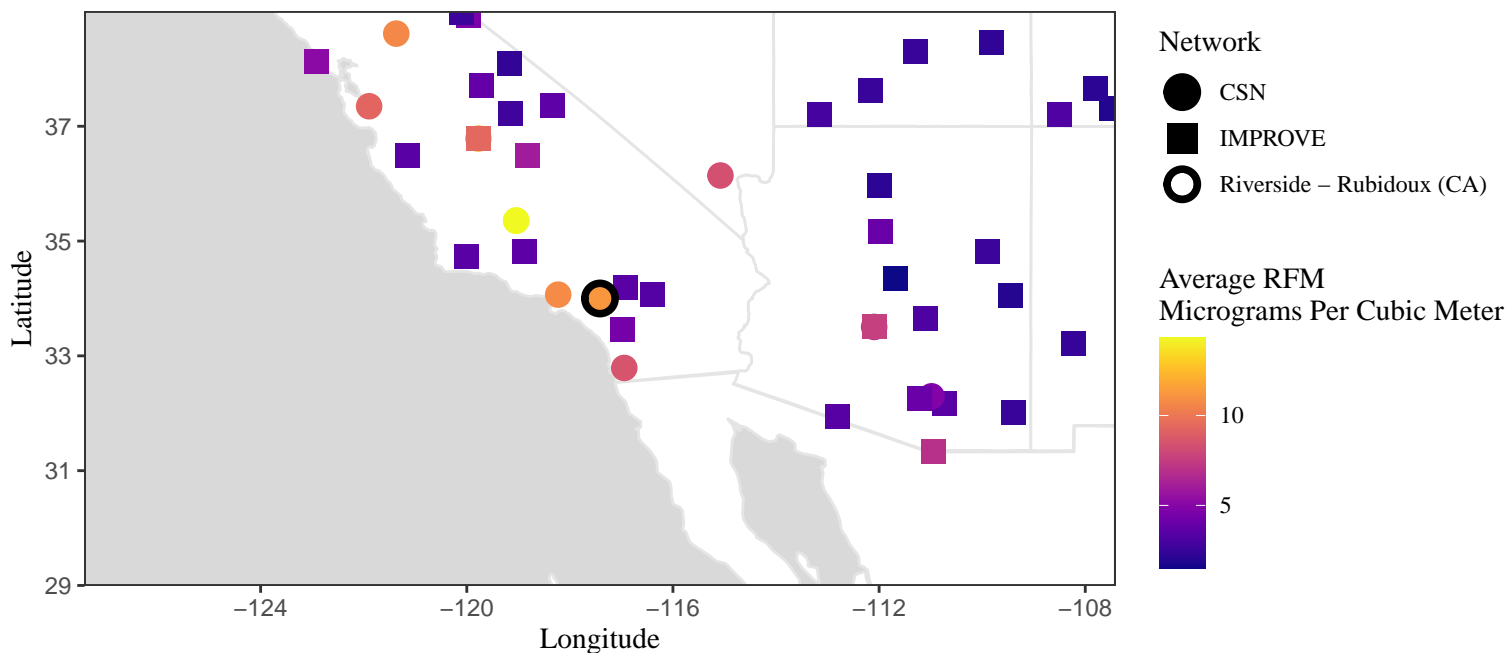 Latitude
37
35
33
31
29
−124
−120
−116
−112
−108
Longitude
Network
CSN
IMPROVE
Riverside − Rubidoux (CA)
Average RFM
Micrograms Per Cubic Meter
10
5